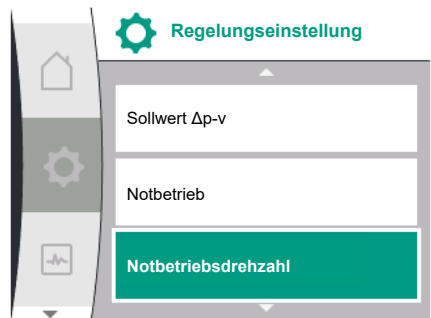 Regelungseinstellung
Sollwert Δp-v
Notbetrieb
Notbetriebsdrehzahl